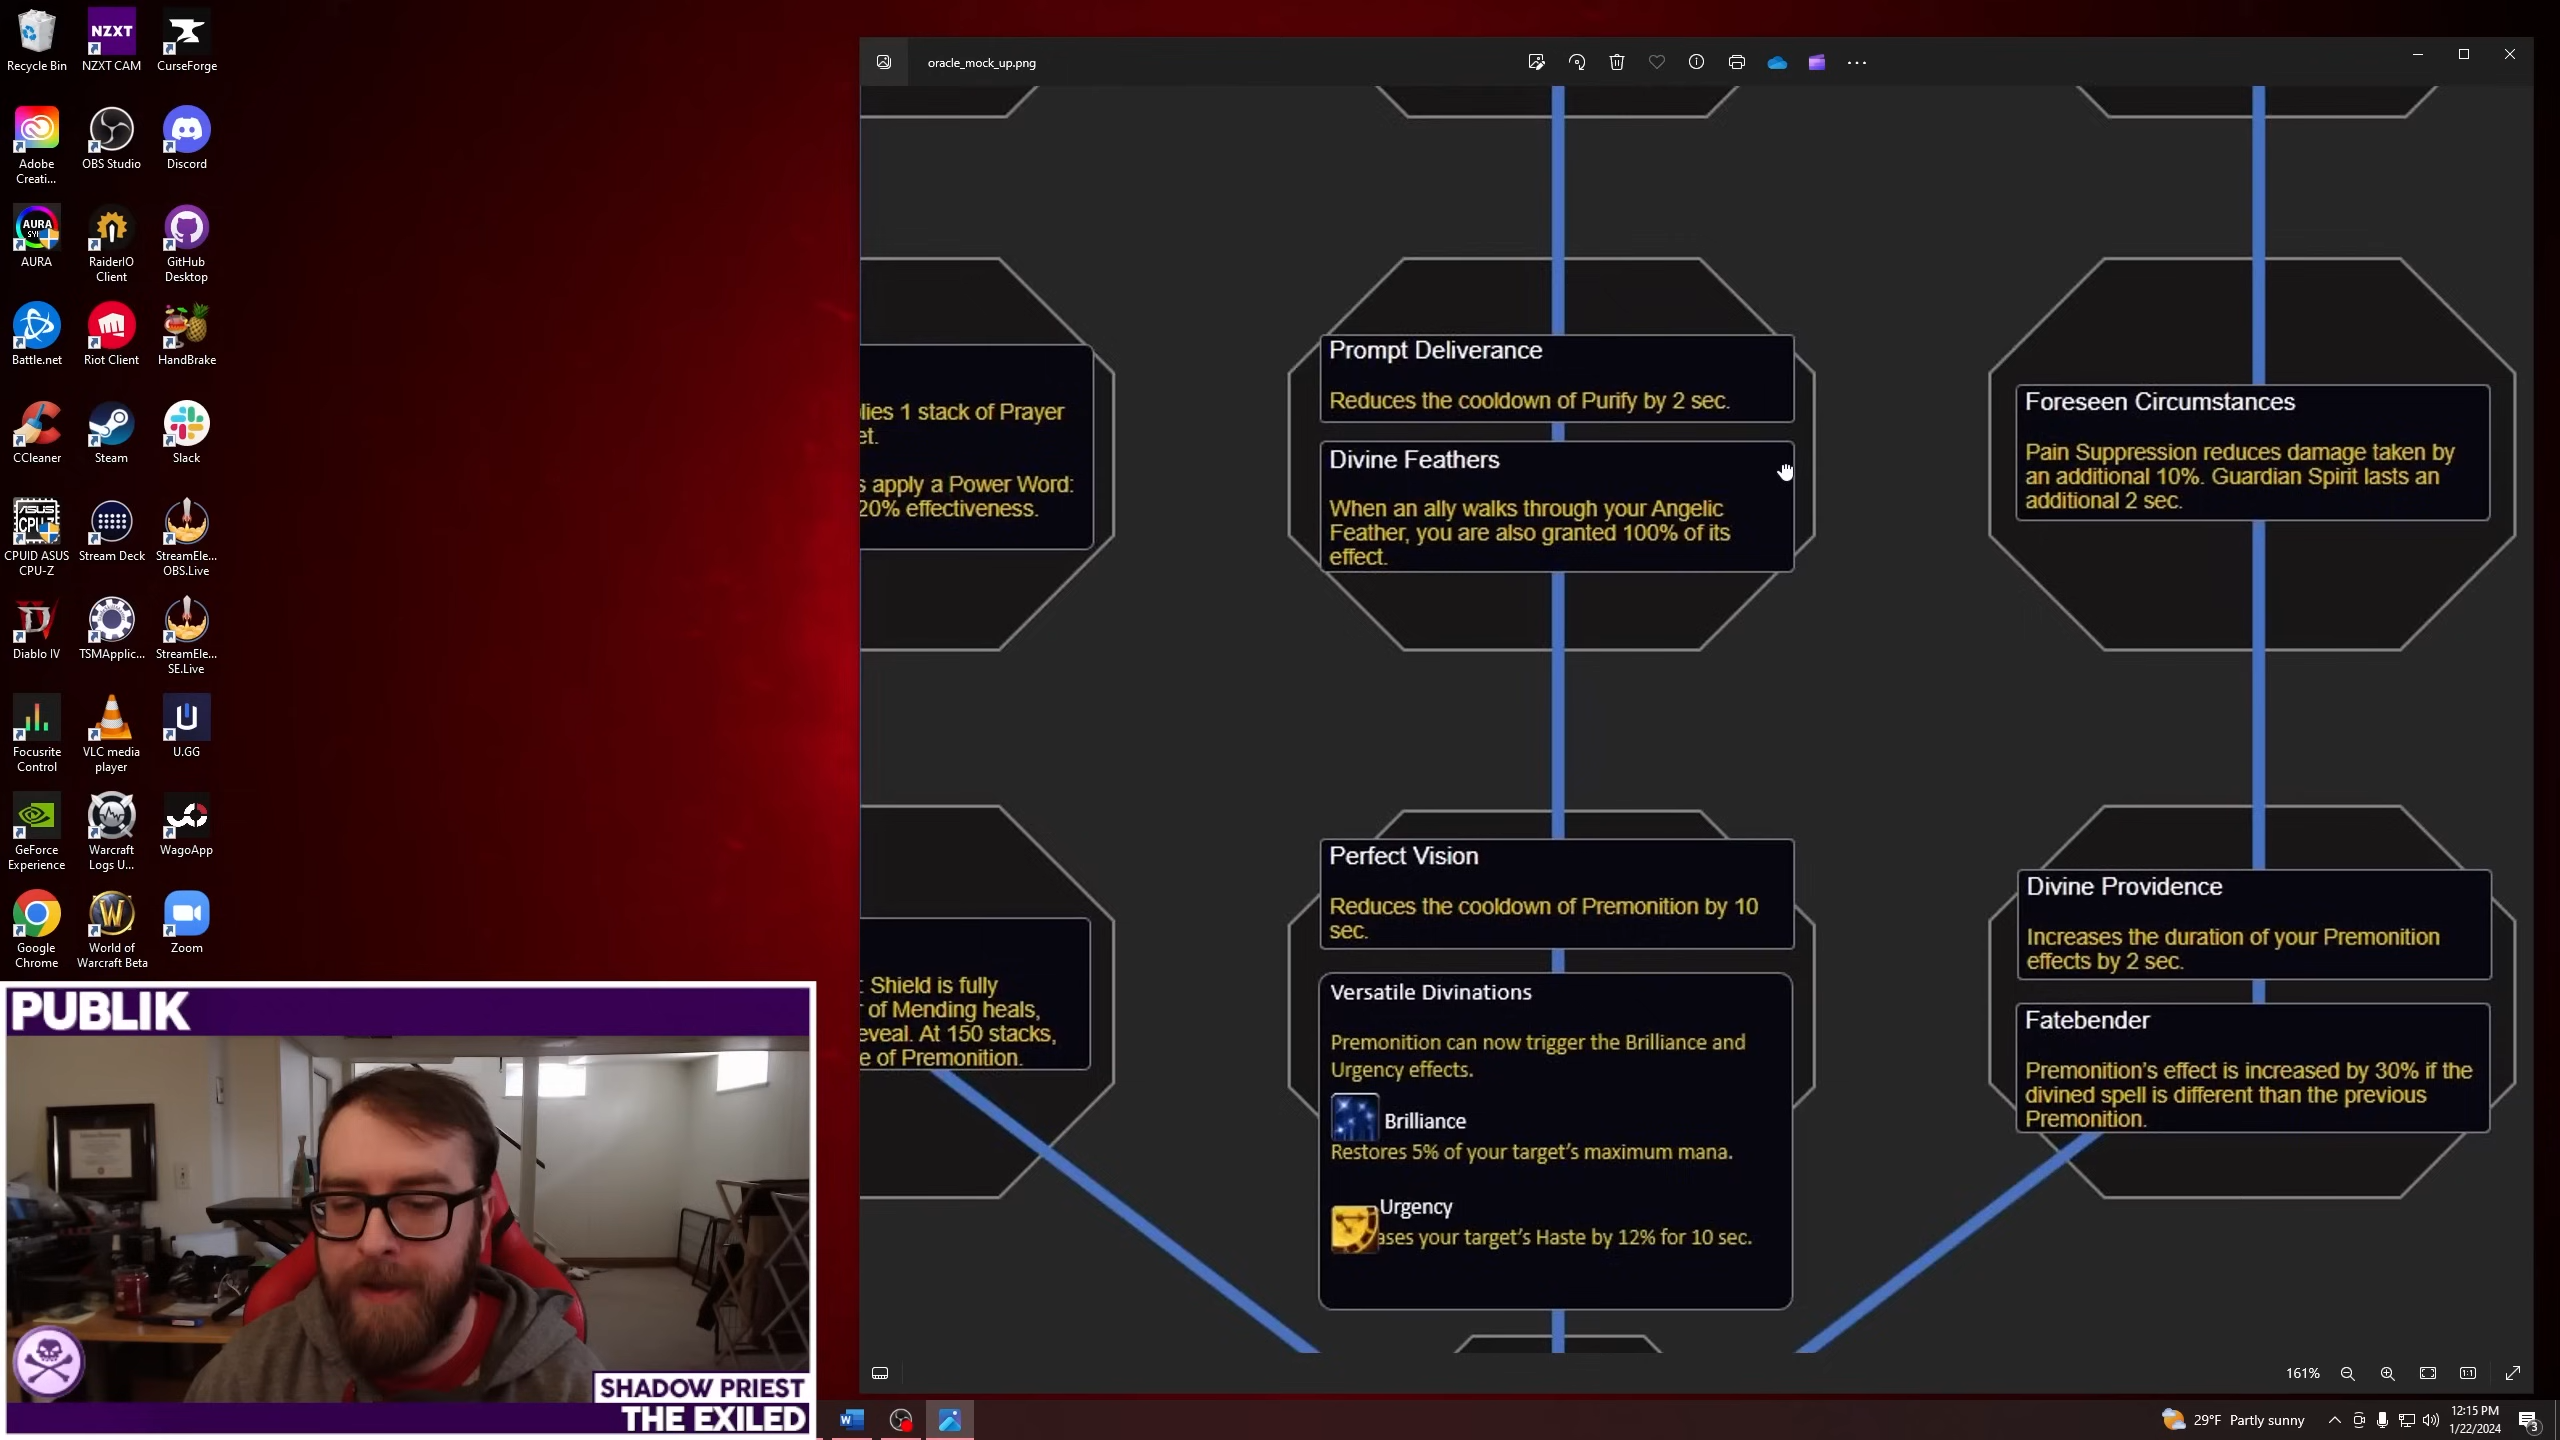 Recycle Bin
NZXT CAM
CurseForge
Adobe
Creati...
OBS Studio
Discord
AURA
RaiderIO
Client
GitHub
Desktop
Battle.net
Riot Client
HandBrake
CCleaner
Steam
Slack
CPUID ASUS
CPU-Z
Stream Deck
StreamEle...
OBS.Live
Diablo IV
TSMApplic...
StreamEle...
SE.Live
Focusrite
Control
VLC media
player
U.GG
GeForce
Experience
Warcraft
Logs U...
WagoApp
Google
Chrome
World of
Warcraft Beta
Zoom
NZXT
AURA
ASUS
CPU-Z
PUBLIK
SHADOW PRIEST
THE EXILED
oracle_mock_up.png
lies 1 stack of Prayer
et.
s apply a Power Word:
20% effectiveness.
Prompt Deliverance
Reduces the cooldown of Purify by 2 sec.
Divine Feathers
When an ally walks through your Angelic
Feather, you are also granted 100% of its
effect.
Foreseen Circumstances
Pain Suppression reduces damage taken by
an additional 10%. Guardian Spirit lasts an
additional 2 sec.
: Shield is fully
of Mending heals,
eveal. At 150 stacks,
e of Premonition.
Perfect Vision
Reduces the cooldown of Premonition by 10
sec.
Versatile Divinations
Premonition can now trigger the Brilliance and
Urgency effects.
Brilliance
Restores 5% of your target's maximum mana.
Urgency
ases your target's Haste by 12% for 10 sec.
Divine Providence
Increases the duration of your Premonition
effects by 2 sec.
Fatebender
Premonition's effect is increased by 30% if the
divined spell is different than the previous
Premonition.
161%
29°F Partly sunny
12:15 PM
1/22/2024
3